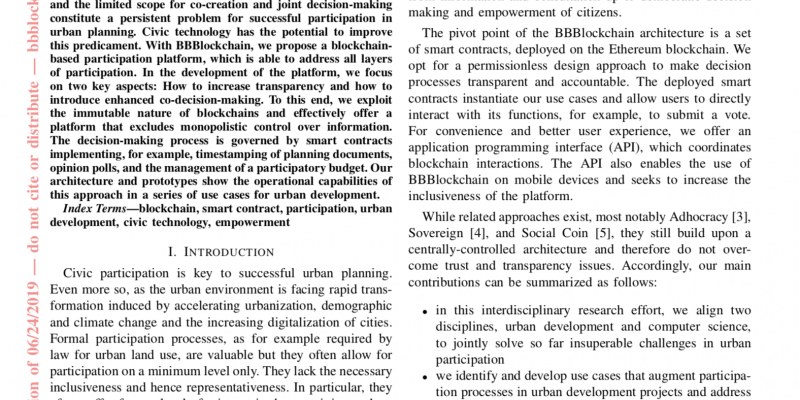 and the limited scope for co-creation and joint decision-making
constitute a persistent problem for successful participation in
urban planning. Civic technology has the potential to improve
this predicament. With BBBlockchain, we propose a blockchain-
based participation platform, which is able to address all layers
of participation. In the development of the platform, we focus
on two key aspects: How to increase transparency and how to
introduce enhanced co-decision-making. To this end, we exploit
the immutable nature of blockchains and effectively offer a
platform that excludes monopolistic control over information.
The decision-making process is governed by smart contracts
implementing, for example, timestamping of planning documents,
opinion polls, and the management of a participatory budget. Our
architecture and prototypes show the operational capabilities of
this approach in a series of use cases for urban development.
Index Terms—blockchain, smart contract, participation, urban
development, civic technology, empowerment
I. INTRODUCTION
Civic participation is key to successful urban planning.
Even more so, as the urban environment is facing rapid trans-
formation induced by accelerating urbanization, demographic
and climate change and the increasing digitalization of cities.
Formal participation processes, as for example required by
law for urban land use, are valuable but they often allow for
participation on a minimum level only. They lack the necessary
inclusiveness and hence representativeness. In particular, they
making and empowerment of citizens.
The pivot point of the BBBlockchain architecture is a set
of smart contracts, deployed on the Ethereum blockchain. We
opt for a permissionless design approach to make decision
processes transparent and accountable. The deployed smart
contracts instantiate our use cases and allow users to directly
interact with its functions, for example, to submit a vote.
For convenience and better user experience, we offer an
application programming interface (API), which coordinates
blockchain interactions. The API also enables the use of
BBBlockchain on mobile devices and seeks to increase the
inclusiveness of the platform.
While related approaches exist, most notably Adhocracy [3],
Sovereign [4], and Social Coin [5], they still build upon a
centrally-controlled architecture and therefore do not over-
come trust and transparency issues. Accordingly, our main
contributions can be summarized as follows:
• in this interdisciplinary research effort, we align two
disciplines, urban development and computer science,
to jointly solve so far insuperable challenges in urban
participation
• we identify and develop use cases that augment participa-
tion processes in urban development projects and address
ion of 06/24/2019 — do not cite or distribute — bbblock